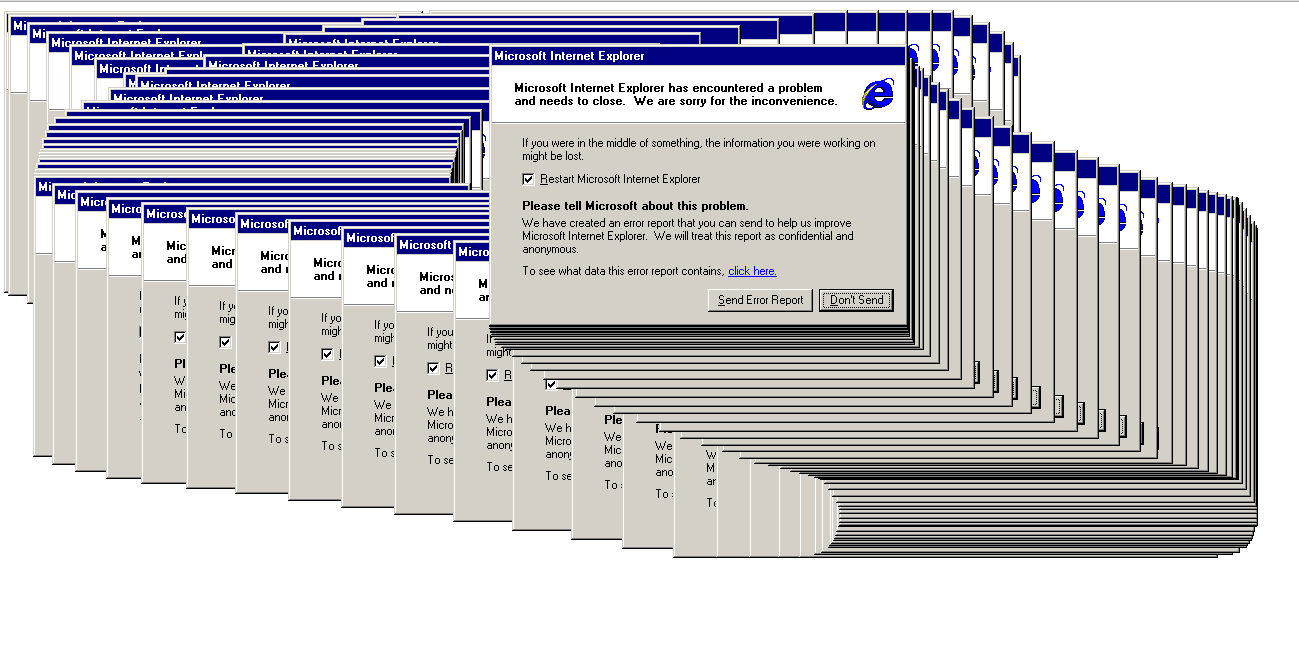 Microsoft Internet Explorer
Microsoft Internet Explorer has encountered a problem
and needs to close.  We are sorry for the inconvenience.
If you were in the middle of something, the information you were working on
might be lost.
Restart Microsoft Internet Explorer
Please tell Microsoft about this problem.
We have created an error report that you can send to help us improve
Microsoft Internet Explorer.  We will treat this report as confidential and
anonymous.
To see what data this error report contains, click here.
Send Error Report
Don't Send